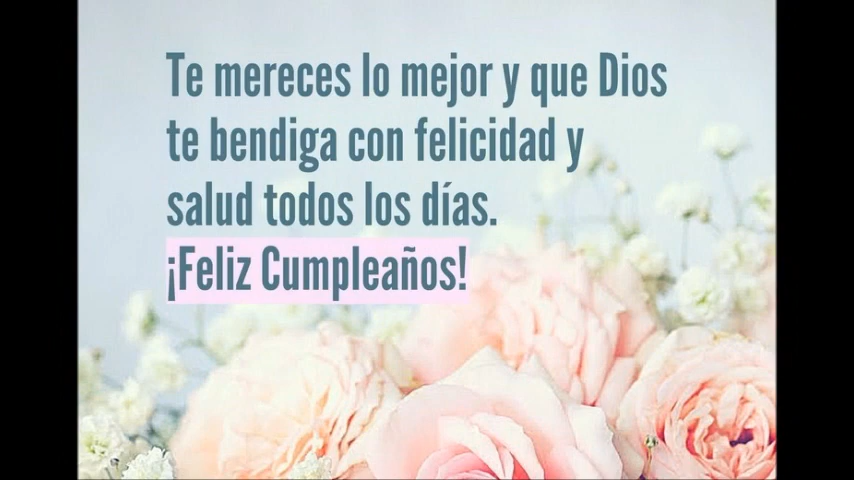 Te mereces lo mejor y que Dios
te bendiga con felicidad y
salud todos los días.
¡Feliz Cumpleaños!